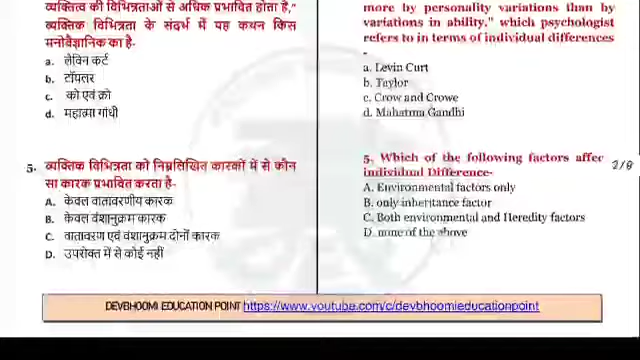 व्यक्तित्व की विभिन्नताओं से अधिक प्रभावित होता है,"
व्यक्तिक विभिन्नता के संदर्भ में यह कथन किस
मनोवैज्ञानिक का है-
a. लैविन कर्ट
b. टॉपलर
c. को एवं क्रो
d. महात्मा गांधी
5. व्यक्तिक विभिन्नता को निम्नलिखित कारकों में से कौन
सा कारक प्रभावित करता है-
A. केवल वातावरणीय कारक
B. केवल वंशानुक्रम कारक
C. वातावरण एवं वंशानुक्रम दोनों कारक
D. उपरोक्त में से कोई नहीं
more by personality variations than by
variations in ability," which psychologist
refers to in terms of individual differences
-
a. Levin Curt
b. Taylor
c. Crow and Crowe
d. Mahatma Gandhi
5. Which of the following factors affec
individual Difference-
A. Environmental factors only
B. only inheritance factor
C. Both environmental and Heredity factors
D. none of the above
2/8
DEVBHOOMI EDUCATION POINT https://www.youtube.com/c/devbhoomieducationpoint